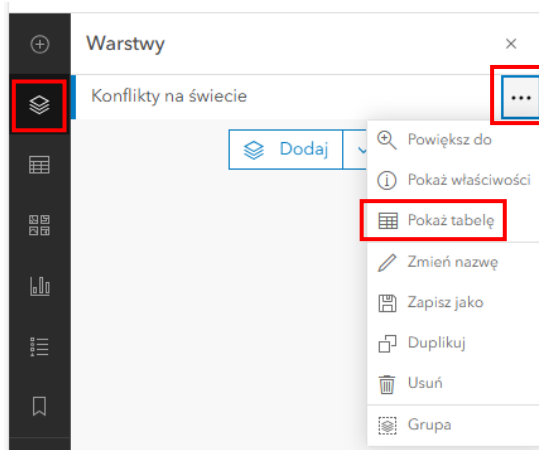 Warstwy
Konflikty na świecie
Dodaj
Powiększ do
Pokaż właściwości
Pokaż tabelę
Zmień nazwę
Zapisz jako
Duplikuj
Usuń
Grupa